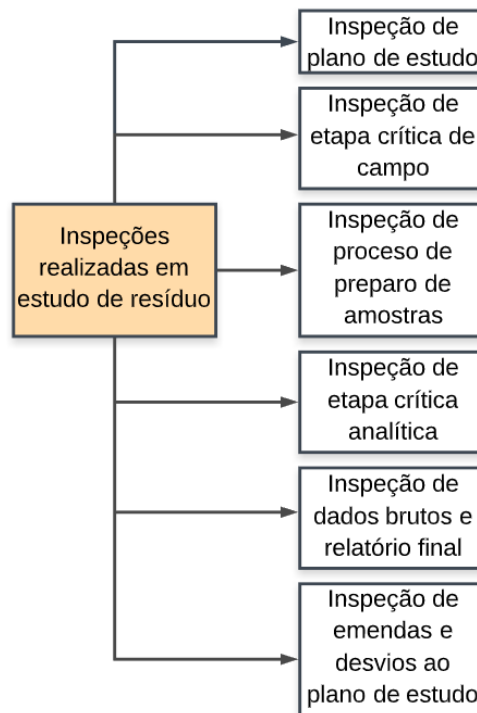 Inspeção de
plano de estudo
Inspeção de
etapa crítica de
campo
Inspeções
realizadas em
estudo de resíduo
Inspeção de
proceso de
preparo de
amostras
Inspeção de
etapa crítica
analítica
Inspeção de
dados brutos e
relatório final
Inspeção de
emendas e
desvios ao
plano de estudo